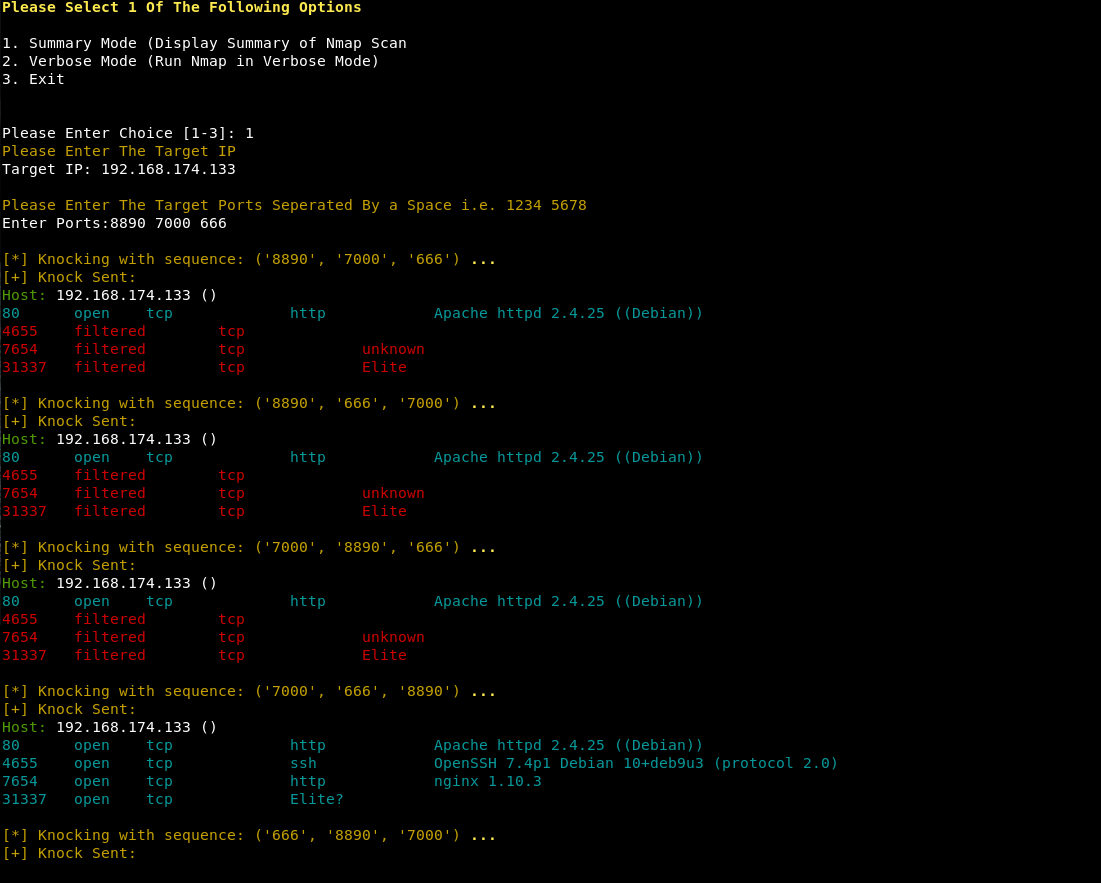 Please Select 1 Of The Following Options
1. Summary Mode (Display Summary of Nmap Scan
2. Verbose Mode (Run Nmap in Verbose Mode)
3. Exit
Please Enter Choice [1-3]: 1
Please Enter The Target IP
Target IP: 192.168.174.133
Please Enter The Target Ports Seperated By a Space i.e. 1234 5678
Enter Ports:8890 7000 666
[*] Knocking with sequence: ('8890', '7000', '666') ...
[+] Knock Sent:
Host: 192.168.174.133 ()
80 open tcp http Apache httpd 2.4.25 ((Debian))
4655 filtered tcp
7654 filtered tcp unknown
31337 filtered tcp Elite
[*] Knocking with sequence: ('8890', '666', '7000') ...
[+] Knock Sent:
Host: 192.168.174.133 ()
80 open tcp http Apache httpd 2.4.25 ((Debian))
4655 filtered tcp
7654 filtered tcp unknown
31337 filtered tcp Elite
[*] Knocking with sequence: ('7000', '8890', '666') ...
[+] Knock Sent:
Host: 192.168.174.133 ()
80 open tcp http Apache httpd 2.4.25 ((Debian))
4655 filtered tcp
7654 filtered tcp unknown
31337 filtered tcp Elite
[*] Knocking with sequence: ('7000', '666', '8890') ...
[+] Knock Sent:
Host: 192.168.174.133 ()
80 open tcp http Apache httpd 2.4.25 ((Debian))
4655 open tcp ssh OpenSSH 7.4p1 Debian 10+deb9u3 (protocol 2.0)
7654 open tcp http nginx 1.10.3
31337 open tcp Elite?
[*] Knocking with sequence: ('666', '8890', '7000') ...
[+] Knock Sent: